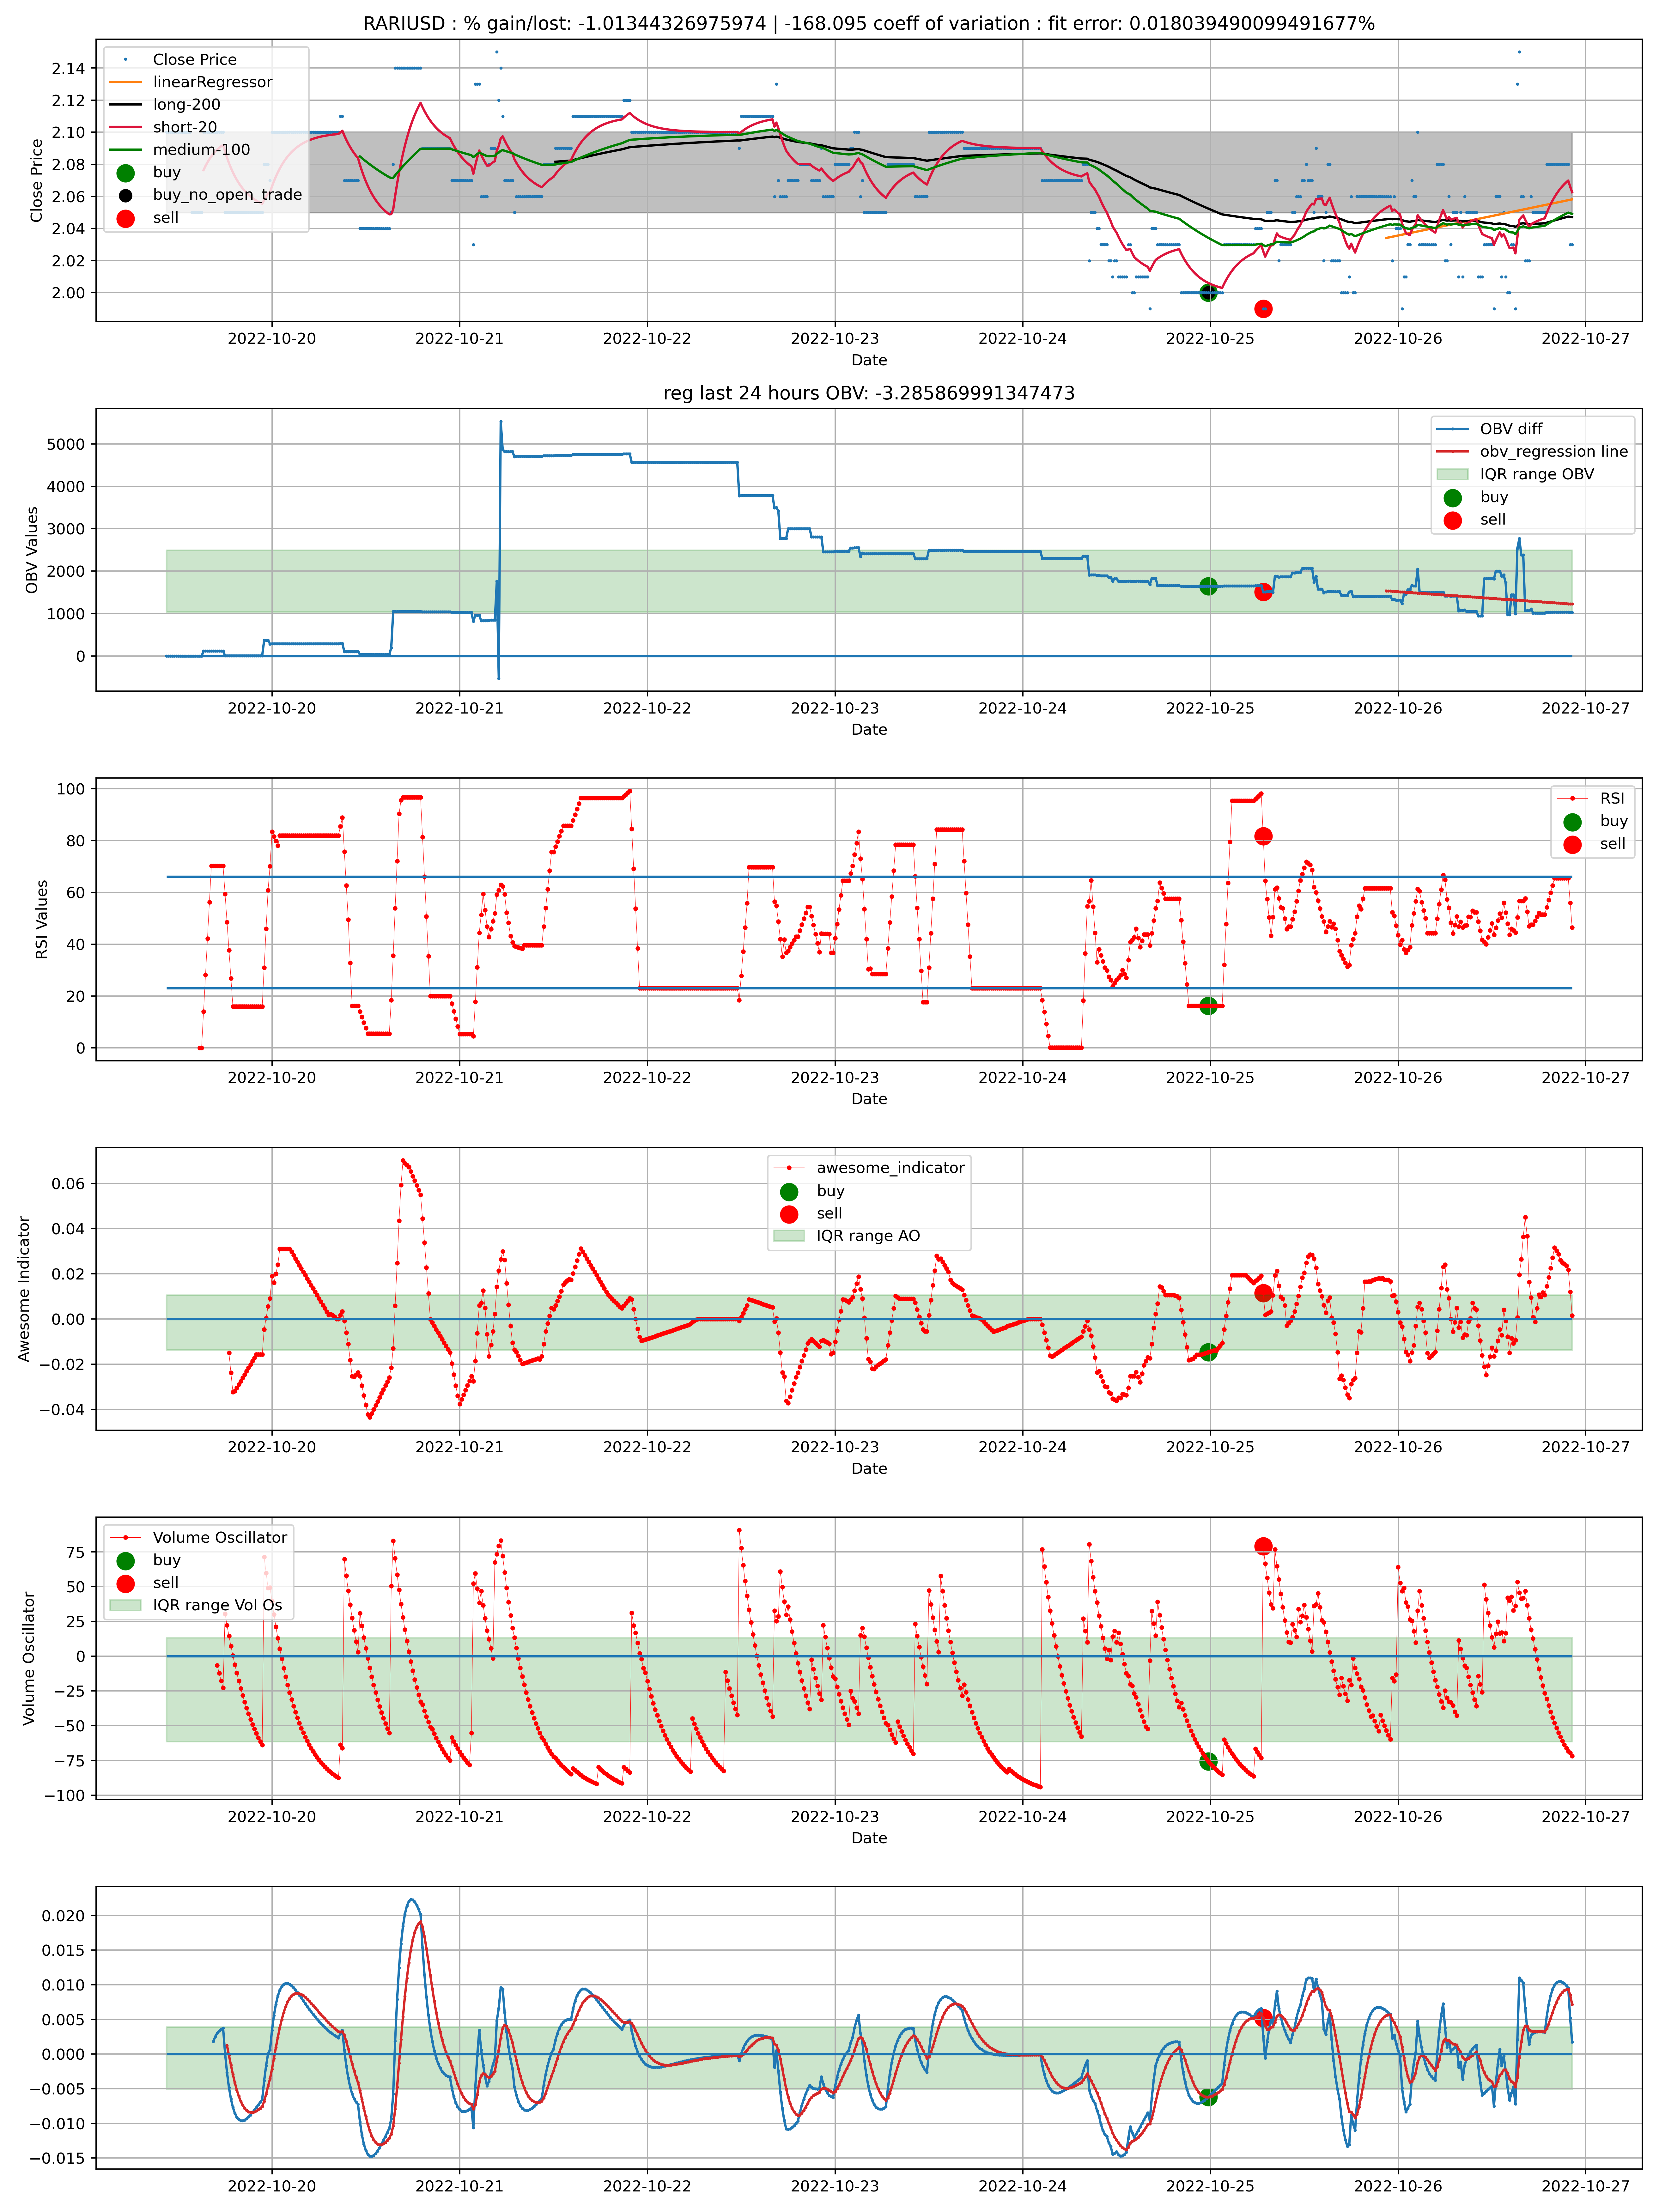 RARIUSD : % gain/lost: -1.01344326975974 | -168.095 coeff of variation : fit error: 0.018039490099491677%
Close Price
linearRegressor
long-200
short-20
medium-100
buy
buy_no_open_trade
sell
Close Price
2.14
2.12
2.10
2.08
2.06
2.04
2.02
2.00
2022-10-20 2022-10-21 2022-10-22 2022-10-23 2022-10-24 2022-10-25 2022-10-26 2022-10-27
Date
reg last 24 hours OBV: -3.285869991347473
OBV diff
obv_regression line
IQR range OBV
buy
sell
OBV Values
5000
4000
3000
2000
1000
0
2022-10-20 2022-10-21 2022-10-22 2022-10-23 2022-10-24 2022-10-25 2022-10-26 2022-10-27
Date
RSI
buy
sell
RSI Values
100
80
60
40
20
0
2022-10-20 2022-10-21 2022-10-22 2022-10-23 2022-10-24 2022-10-25 2022-10-26 2022-10-27
Date
awesome_indicator
buy
sell
IQR range AO
Awesome Indicator
0.06
0.04
0.02
0.00
−0.02
−0.04
2022-10-20 2022-10-21 2022-10-22 2022-10-23 2022-10-24 2022-10-25 2022-10-26 2022-10-27
Date
Volume Oscillator
buy
sell
IQR range Vol Os
Volume Oscillator
75
50
25
0
−25
−50
−75
−100
2022-10-20 2022-10-21 2022-10-22 2022-10-23 2022-10-24 2022-10-25 2022-10-26 2022-10-27
Date
0.020
0.015
0.010
0.005
0.000
−0.005
−0.010
−0.015
2022-10-20 2022-10-21 2022-10-22 2022-10-23 2022-10-24 2022-10-25 2022-10-26 2022-10-27